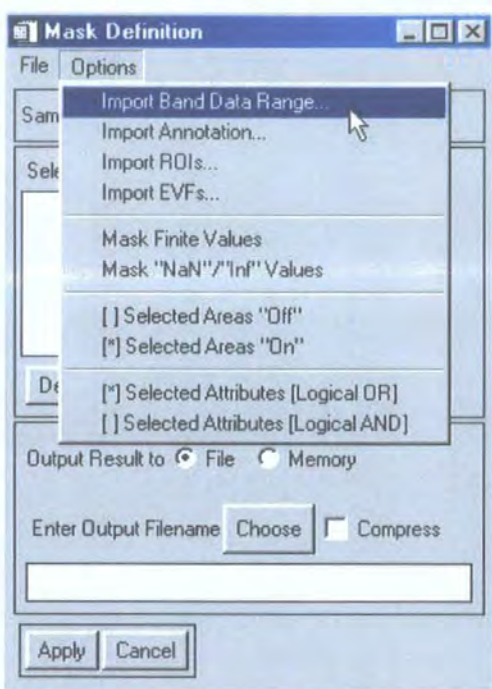 Mask Definition
File Options
Import Band Data Range...
Sam
Import Annotation...
Import ROIs...
Sele
Import EVFs...
Mask Finite Values
Mask "NaN"/"Inf" Values
[ ] Selected Areas "Off"
[*] Selected Areas "On"
De
[*] Selected Attributes [Logical OR]
[ ] Selected Attributes [Logical AND]
Output Result to File Memory
Enter Output Filename Choose Compress
Apply Cancel